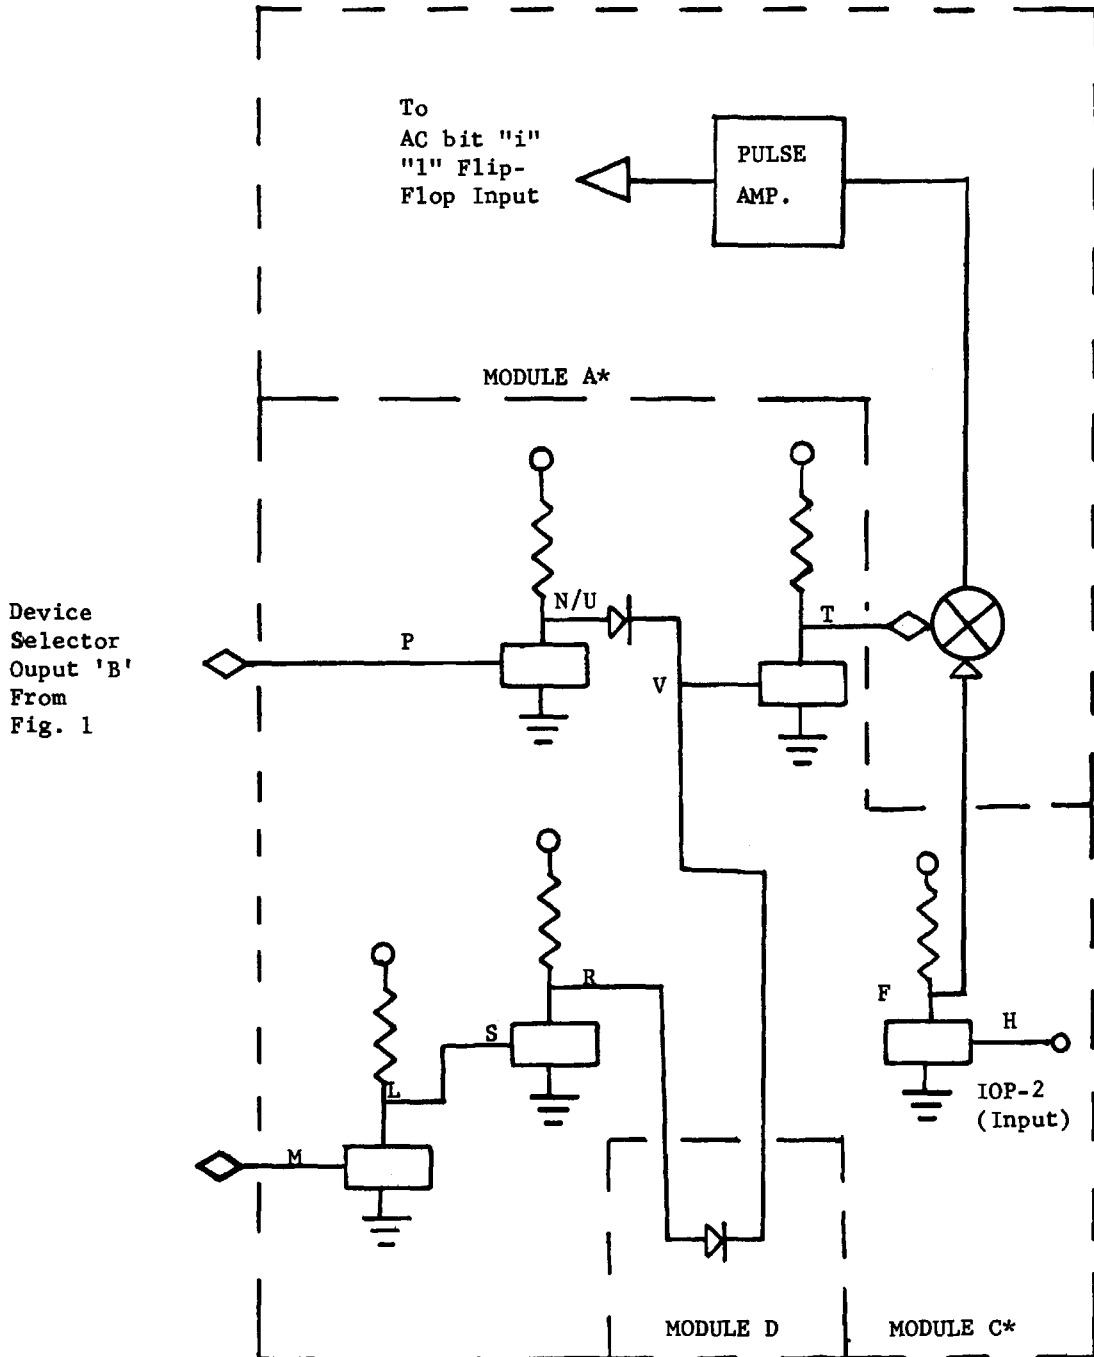 To
AC bit "i"
"1" Flip-
Flop Input
PULSE
AMP.
MODULE A*
Device
Selector
Ouput 'B'
From
Fig. 1
P
N/U
V
T
R
S
L
M
F
H
IOP-2
(Input)
MODULE D
MODULE C*